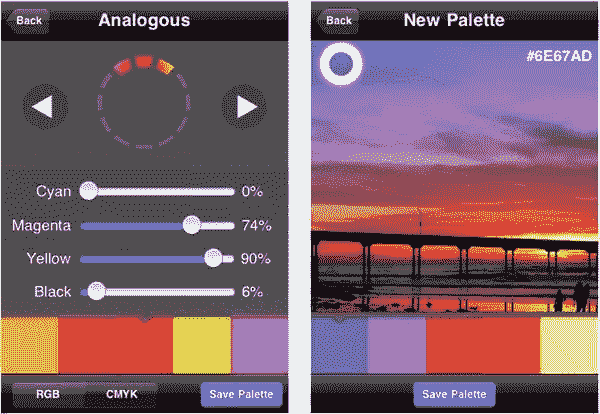 Back
Analogous
Cyan
0%
Magenta
74%
Yellow
90%
Black
6%
RGB
CMYK
Save Palette
Back
New Palette
#6E67AD
Save Palette